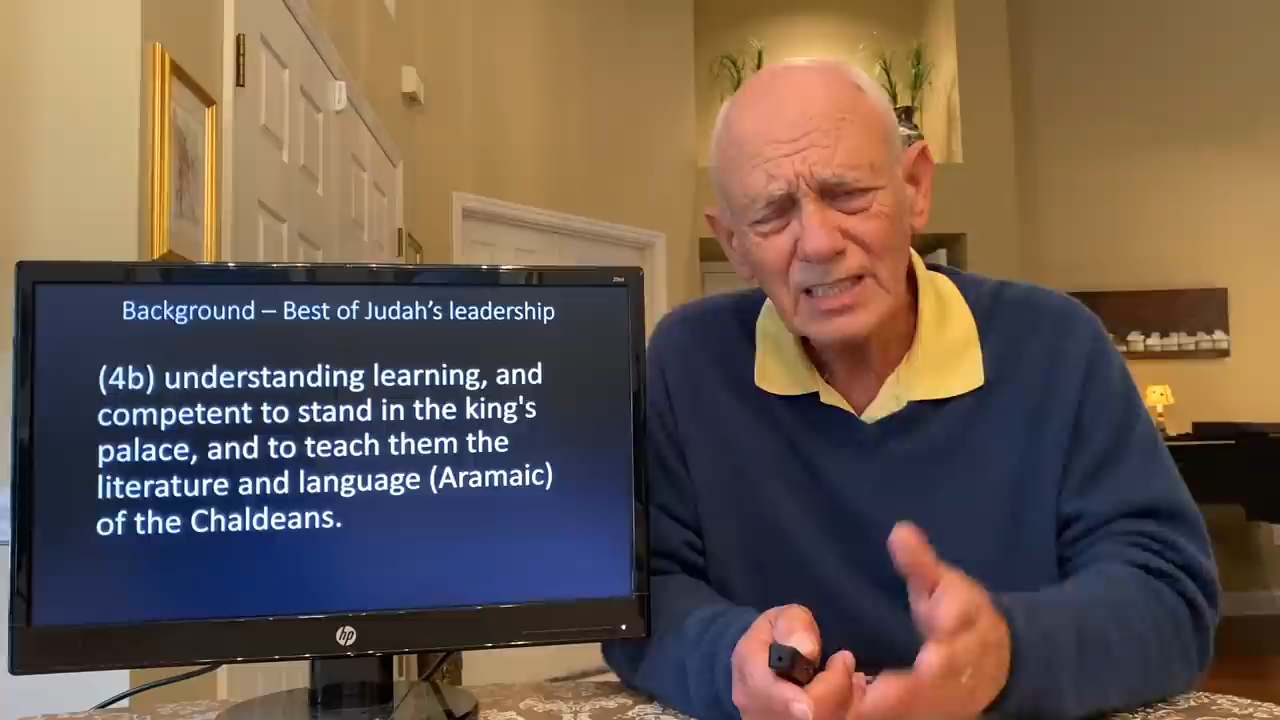 Background – Best of Judah's leadership
(4b) understanding learning, and
competent to stand in the king's
palace, and to teach them the
literature and language (Aramaic)
of the Chaldeans.
hp